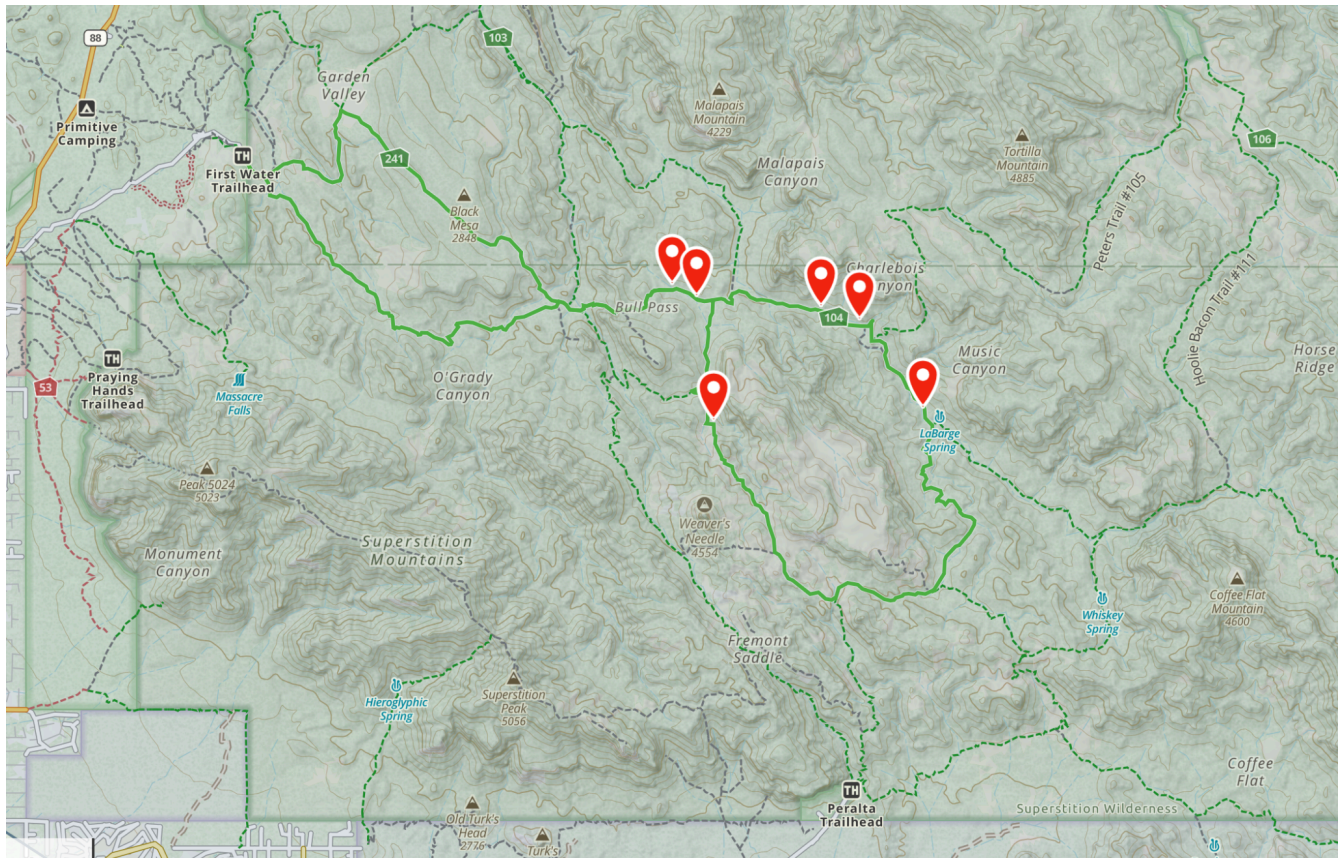 88
103
Garden
Valley
Primitive
Camping
Malapais
Mountain
4229
241
106
Tortilla
Mountain
4885
First Water
Trailhead
Malapais
Canyon
Black
Mesa
2848
Peters Trail #105
Charlebois
Canyon
Hoolie Bacon Trail #111
Bull Pass
104
Praying
Hands
Trailhead
53
Massacre
Falls
O'Grady
Canyon
Music
Canyon
Horse
Ridge
LaBarge
Spring
Peak 5024
5023
Weaver's
Needle
4554
Superstition
Mountains
Monument
Canyon
Coffee Flat
Mountain
4600
Whiskey
Spring
Fremont
Saddle
Hieroglyphic
Spring
Superstition
Peak
5056
Coffee
Flat
Peralta
Trailhead
Superstition Wilderness
Old Turk's
Head
2776
Turk's
TH
TH
TH